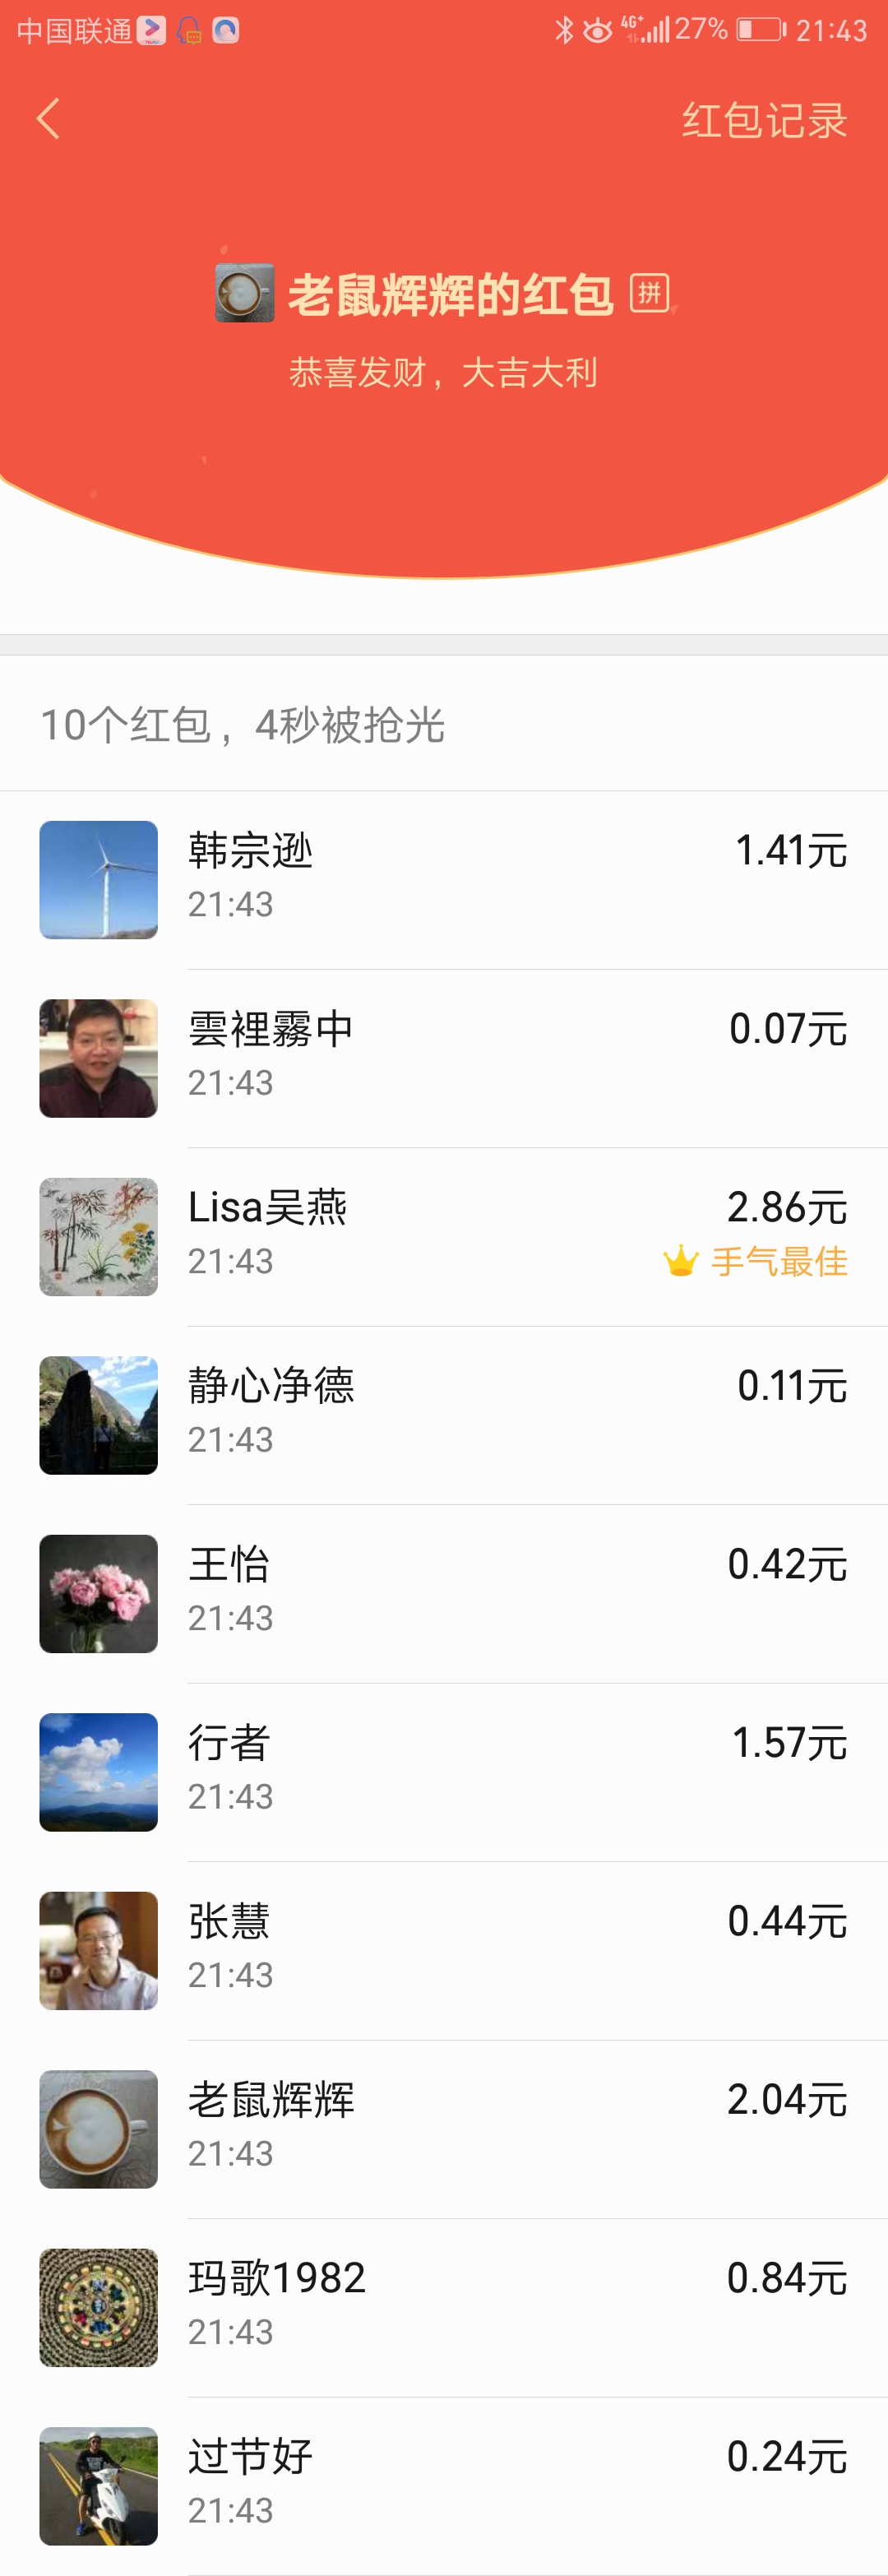 中国联通 4G+ 27% 21:43
红包记录
老鼠辉辉的红包 拼
恭喜发财，大吉大利
10个红包，4秒被抢光
韩宗逊 1.41元
21:43
雲裡霧中 0.07元
21:43
Lisa吴燕 2.86元
21:43 手气最佳
静心净德 0.11元
21:43
王怡 0.42元
21:43
行者 1.57元
21:43
张慧 0.44元
21:43
老鼠辉辉 2.04元
21:43
玛歌1982 0.84元
21:43
过节好 0.24元
21:43